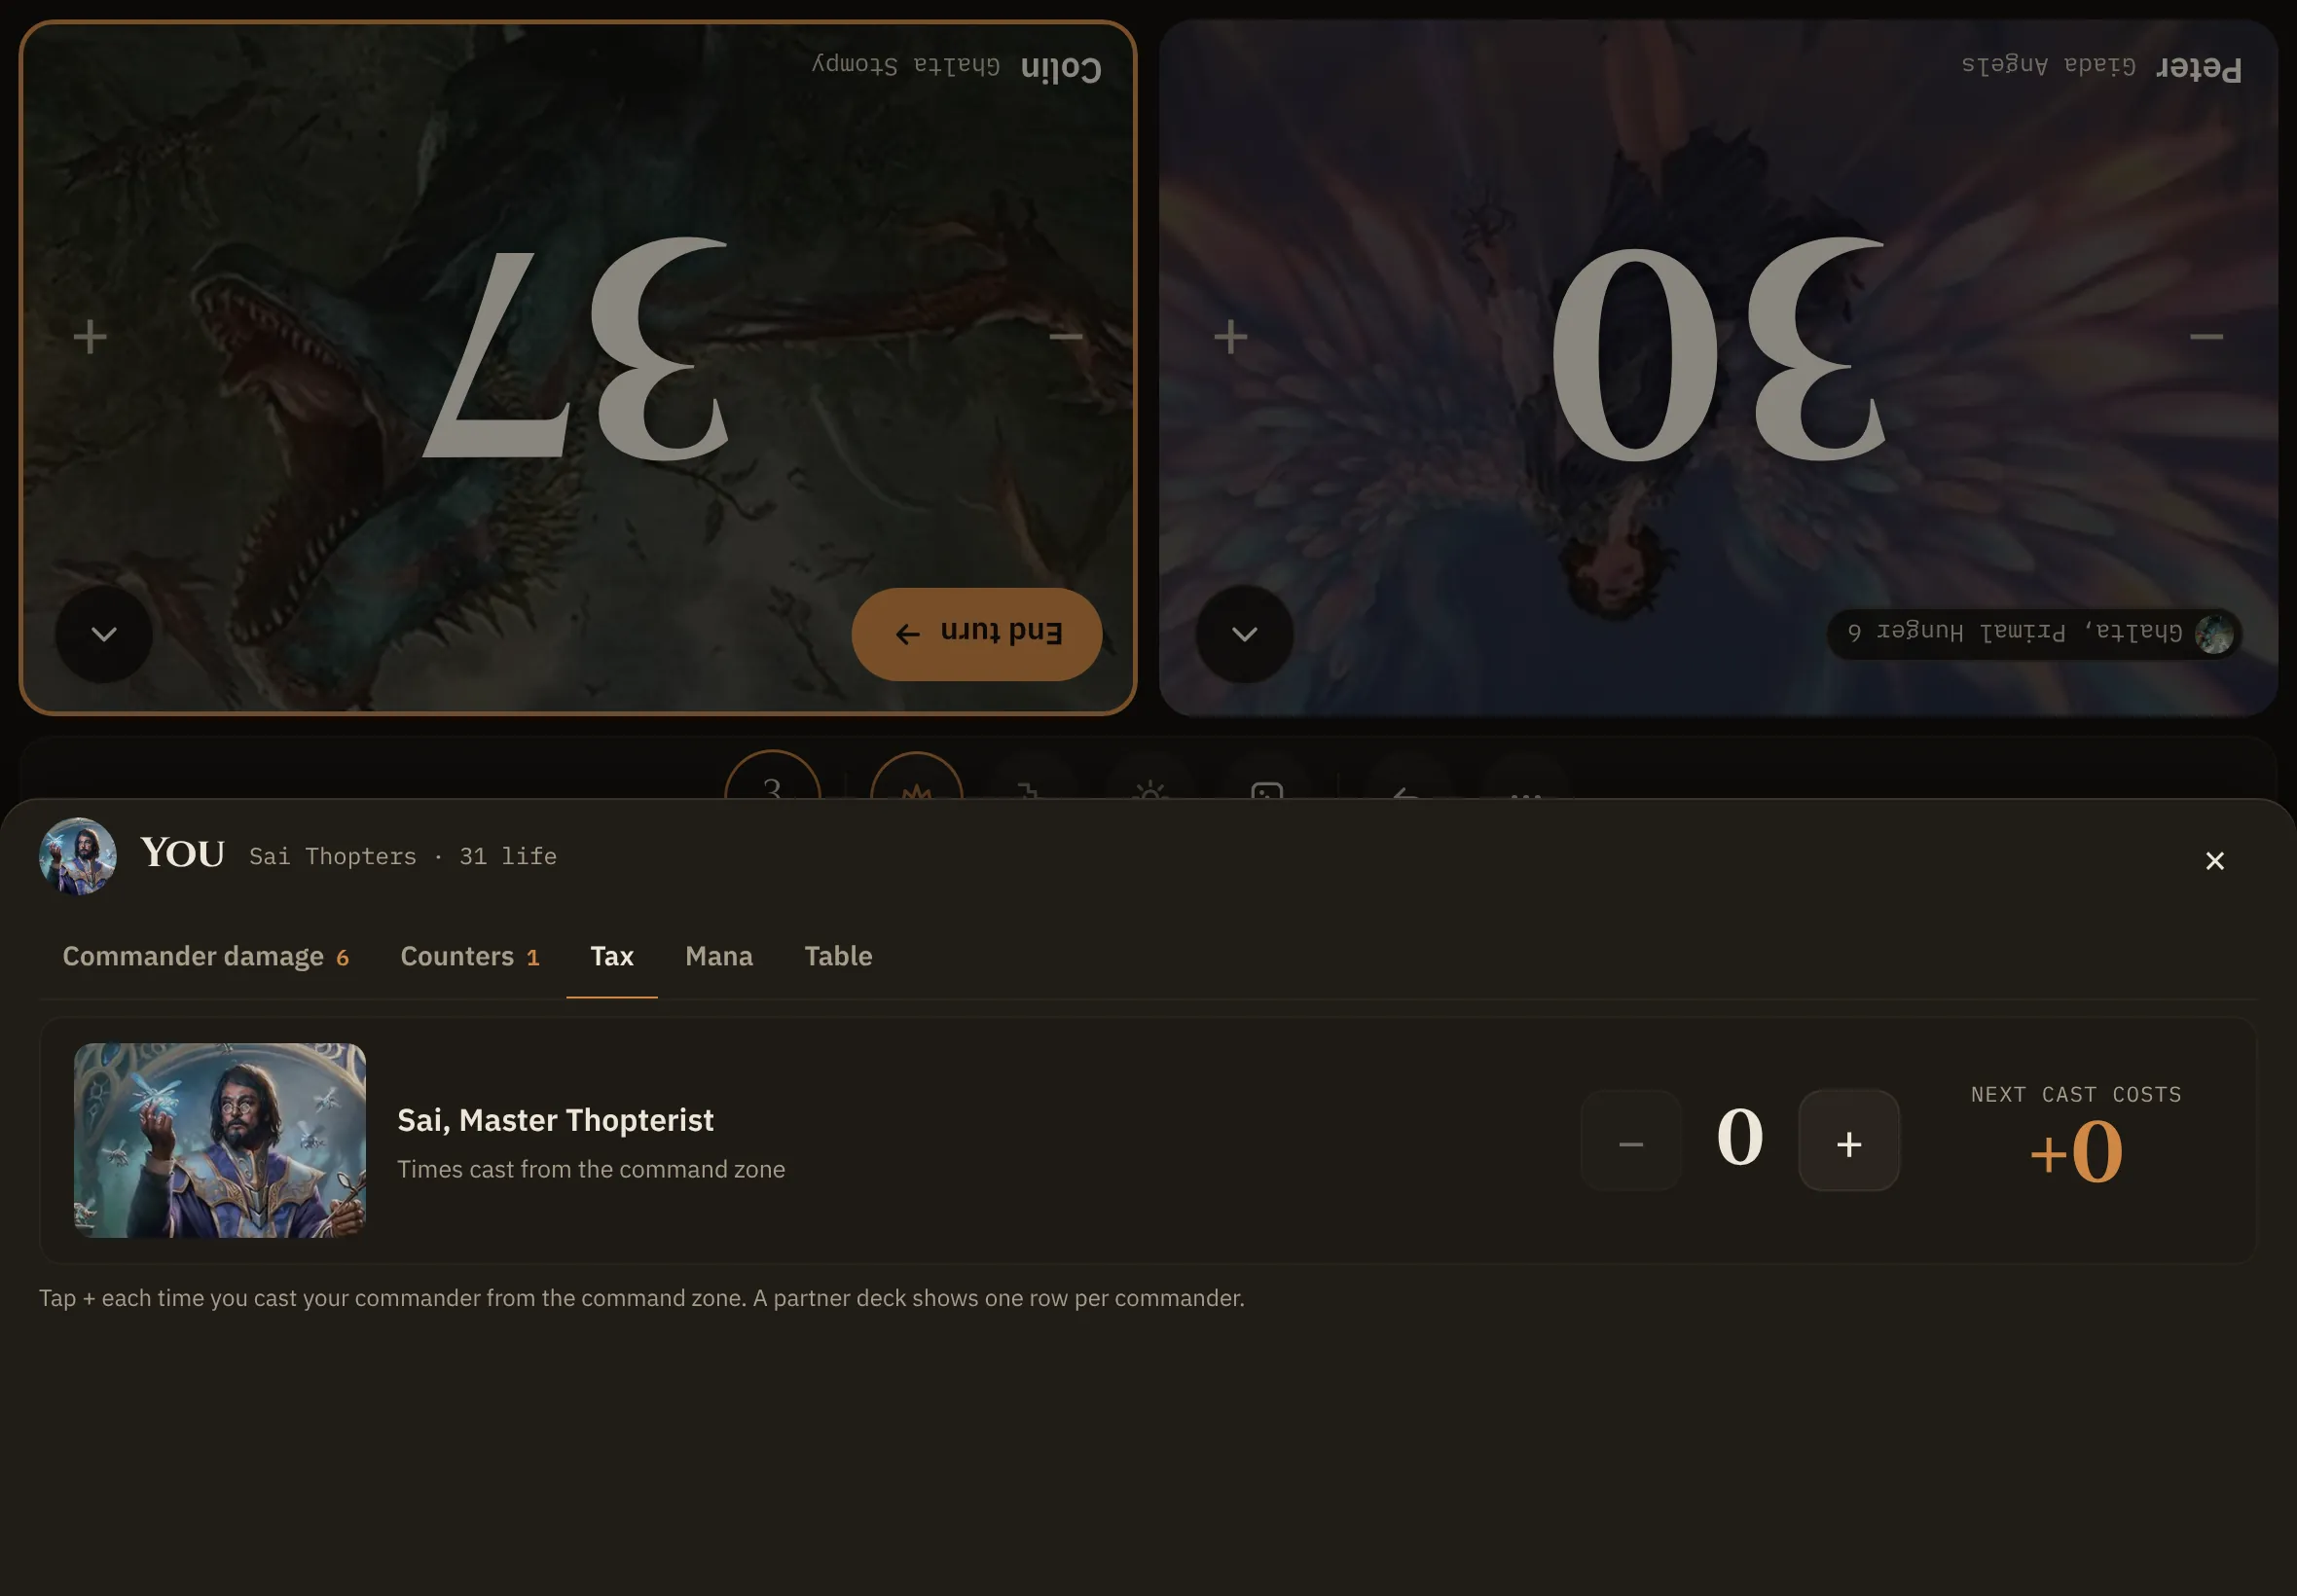 Colin Ghalta Stompy
37
+
−
End turn ←
Peter Giada Angels
30
+
−
Ghalta, Primal Hunger 6
3
YOU Sai Thopters · 31 life
×
Commander damage 6 Counters 1 Tax Mana Table
Sai, Master Thopterist
Times cast from the command zone
− 0 +
NEXT CAST COSTS
+0
Tap + each time you cast your commander from the command zone. A partner deck shows one row per commander.